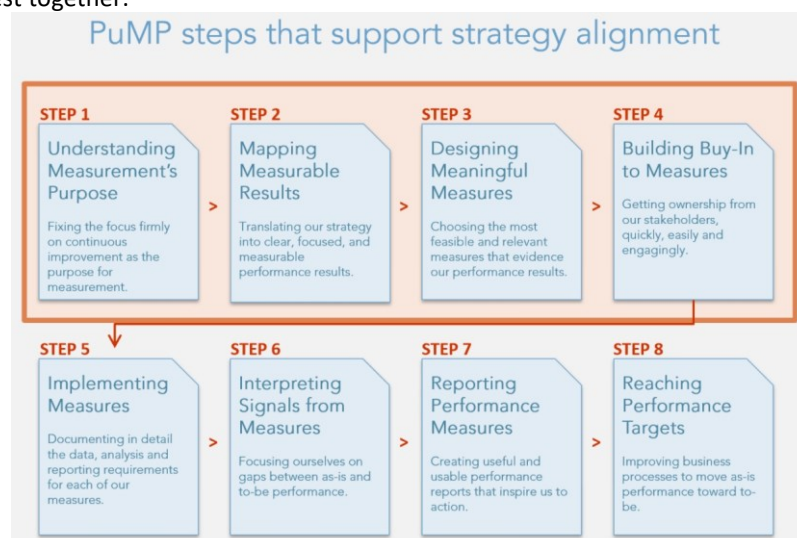 est together.
PuMP steps that support strategy alignment
STEP 1
Understanding
Measurement's
Purpose
Fixing the focus firmly
on continuous
improvement as the
purpose for
measurement.
>
STEP 2
Mapping
Measurable
Results
Translating our strategy
into clear, focused, and
measurable
performance results.
>
STEP 3
Designing
Meaningful
Measures
Choosing the most
feasible and relevant
measures that evidence
our performance results.
>
STEP 4
Building Buy-In
to Measures
Getting ownership from
our stakeholders,
quickly, easily and
engagingly.
STEP 5
Implementing
Measures
Documenting in detail
the data, analysis and
reporting requirements
for each of our
measures.
>
STEP 6
Interpreting
Signals from
Measures
Focusing ourselves on
gaps between as-is and
to-be performance.
>
STEP 7
Reporting
Performance
Measures
Creating useful and
usable performance
reports that inspire us to
action.
>
STEP 8
Reaching
Performance
Targets
Improving business
processes to move as-is
performance toward to-
be.